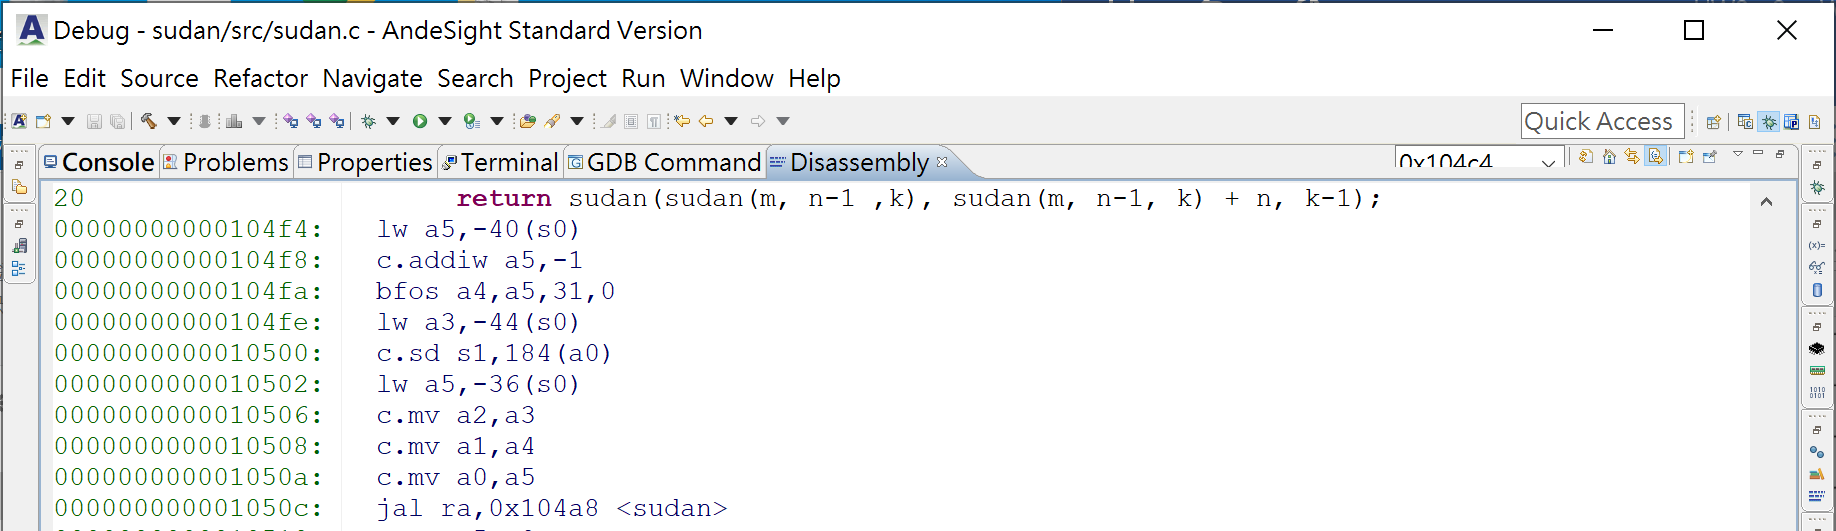 Debug - sudan/src/sudan.c - AndeSight Standard Version
File Edit Source Refactor Navigate Search Project Run Window Help
Quick Access
Console Problems Properties Terminal GDB Command Disassembly 0x104c4
20 return sudan(sudan(m, n-1 ,k), sudan(m, n-1, k) + n, k-1);
00000000000104f4: lw a5,-40(s0)
00000000000104f8: c.addiw a5,-1
00000000000104fa: bfos a4,a5,31,0
00000000000104fe: lw a3,-44(s0)
0000000000010500: c.sd s1,184(a0)
0000000000010502: lw a5,-36(s0)
0000000000010506: c.mv a2,a3
0000000000010508: c.mv a1,a4
000000000001050a: c.mv a0,a5
000000000001050c: jal ra,0x104a8 <sudan>